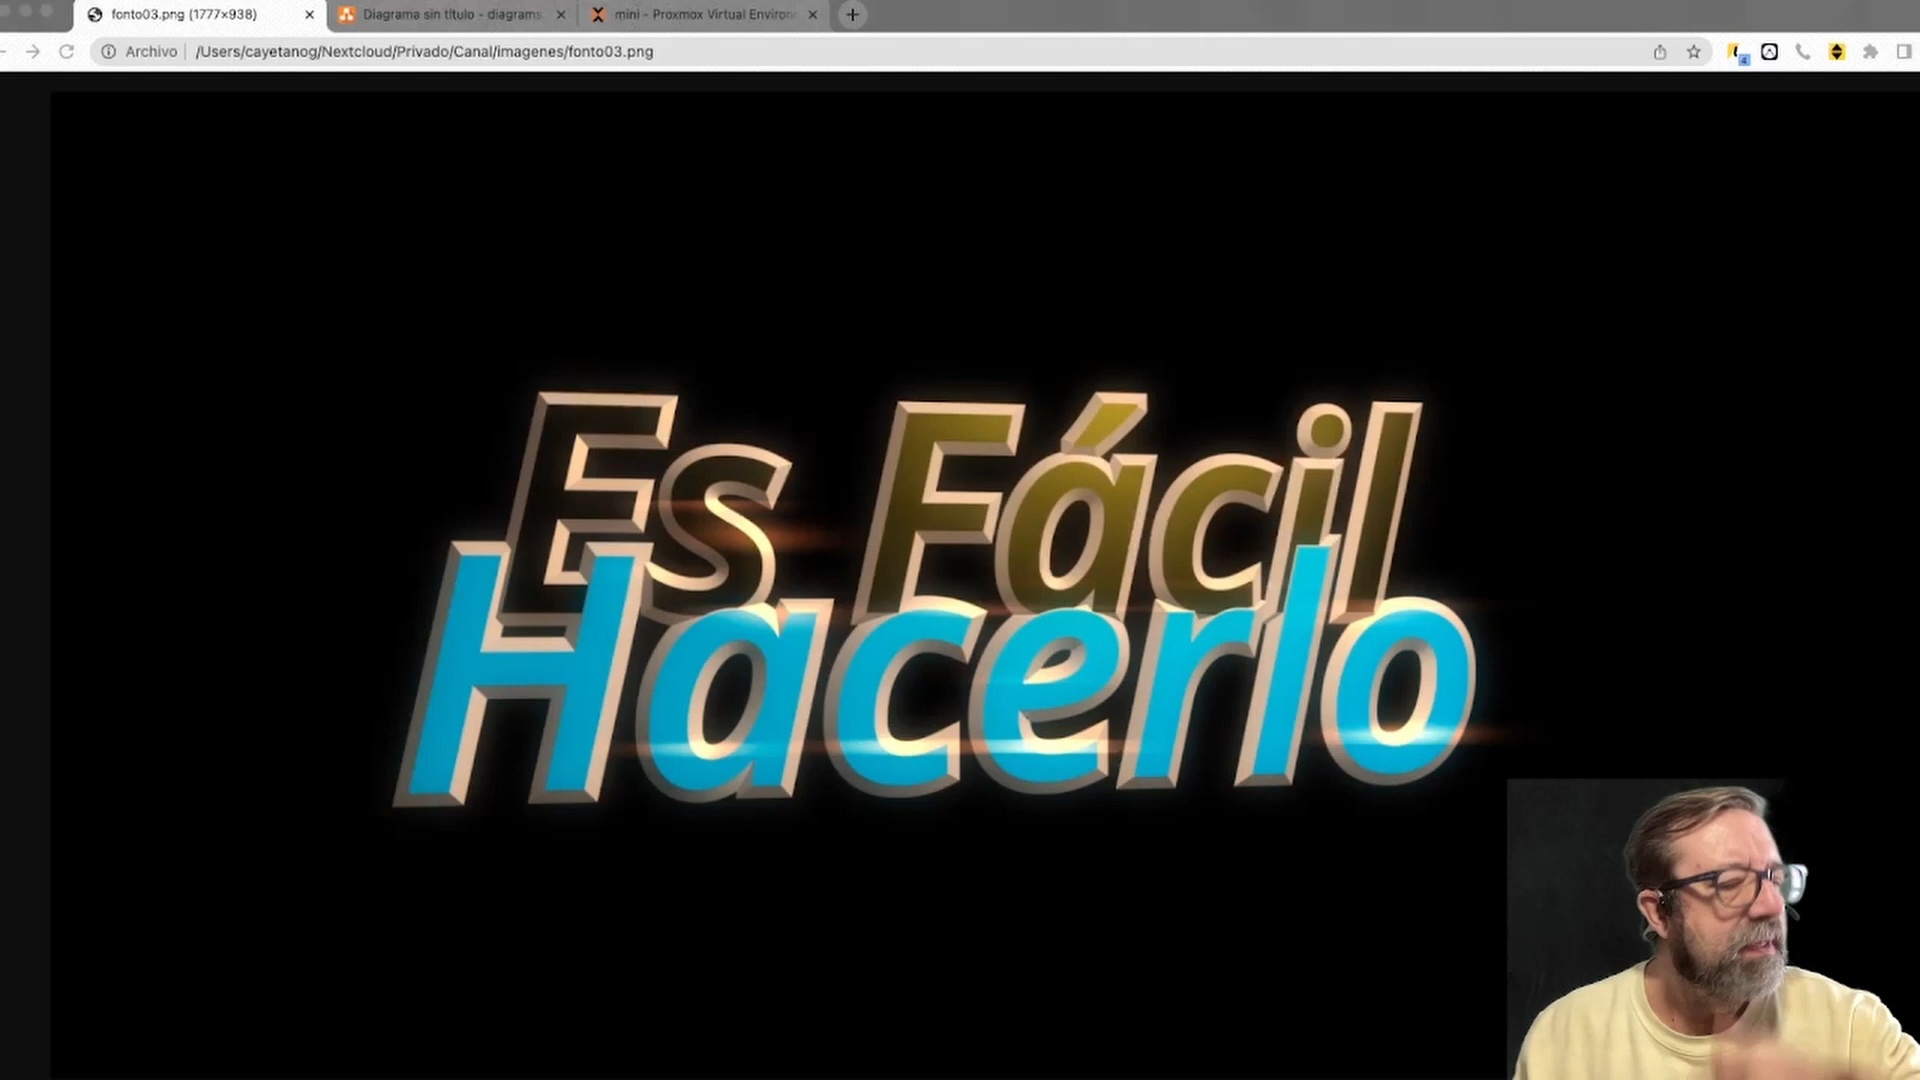 fonto03.png (1777×938)
Diagrama sin título - diagrams.
mini - Proxmox Virtual Environ
Archivo
/Users/cayetanog/Nextcloud/Privado/Canal/imagenes/fonto03.png
4
Es Fácil
Hacerlo